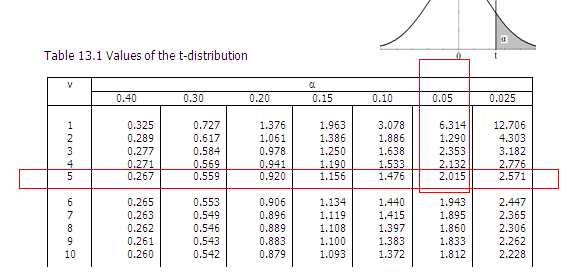 α
0 t
Table 13.1 Values of the t-distribution
ν α
0.40 0.30 0.20 0.15 0.10 0.05 0.025
1 0.325 0.727 1.376 1.963 3.078 6.314 12.706
2 0.289 0.617 1.061 1.386 1.886 1.290 4.303
3 0.277 0.584 0.978 1.250 1.638 2.353 3.182
4 0.271 0.569 0.941 1.190 1.533 2.132 2.776
5 0.267 0.559 0.920 1.156 1.476 2.015 2.571
6 0.265 0.553 0.906 1.134 1.440 1.943 2.447
7 0.263 0.549 0.896 1.119 1.415 1.895 2.365
8 0.262 0.546 0.889 1.108 1.397 1.860 2.306
9 0.261 0.543 0.883 1.100 1.383 1.833 2.262
10 0.260 0.542 0.879 1.093 1.372 1.812 2.228